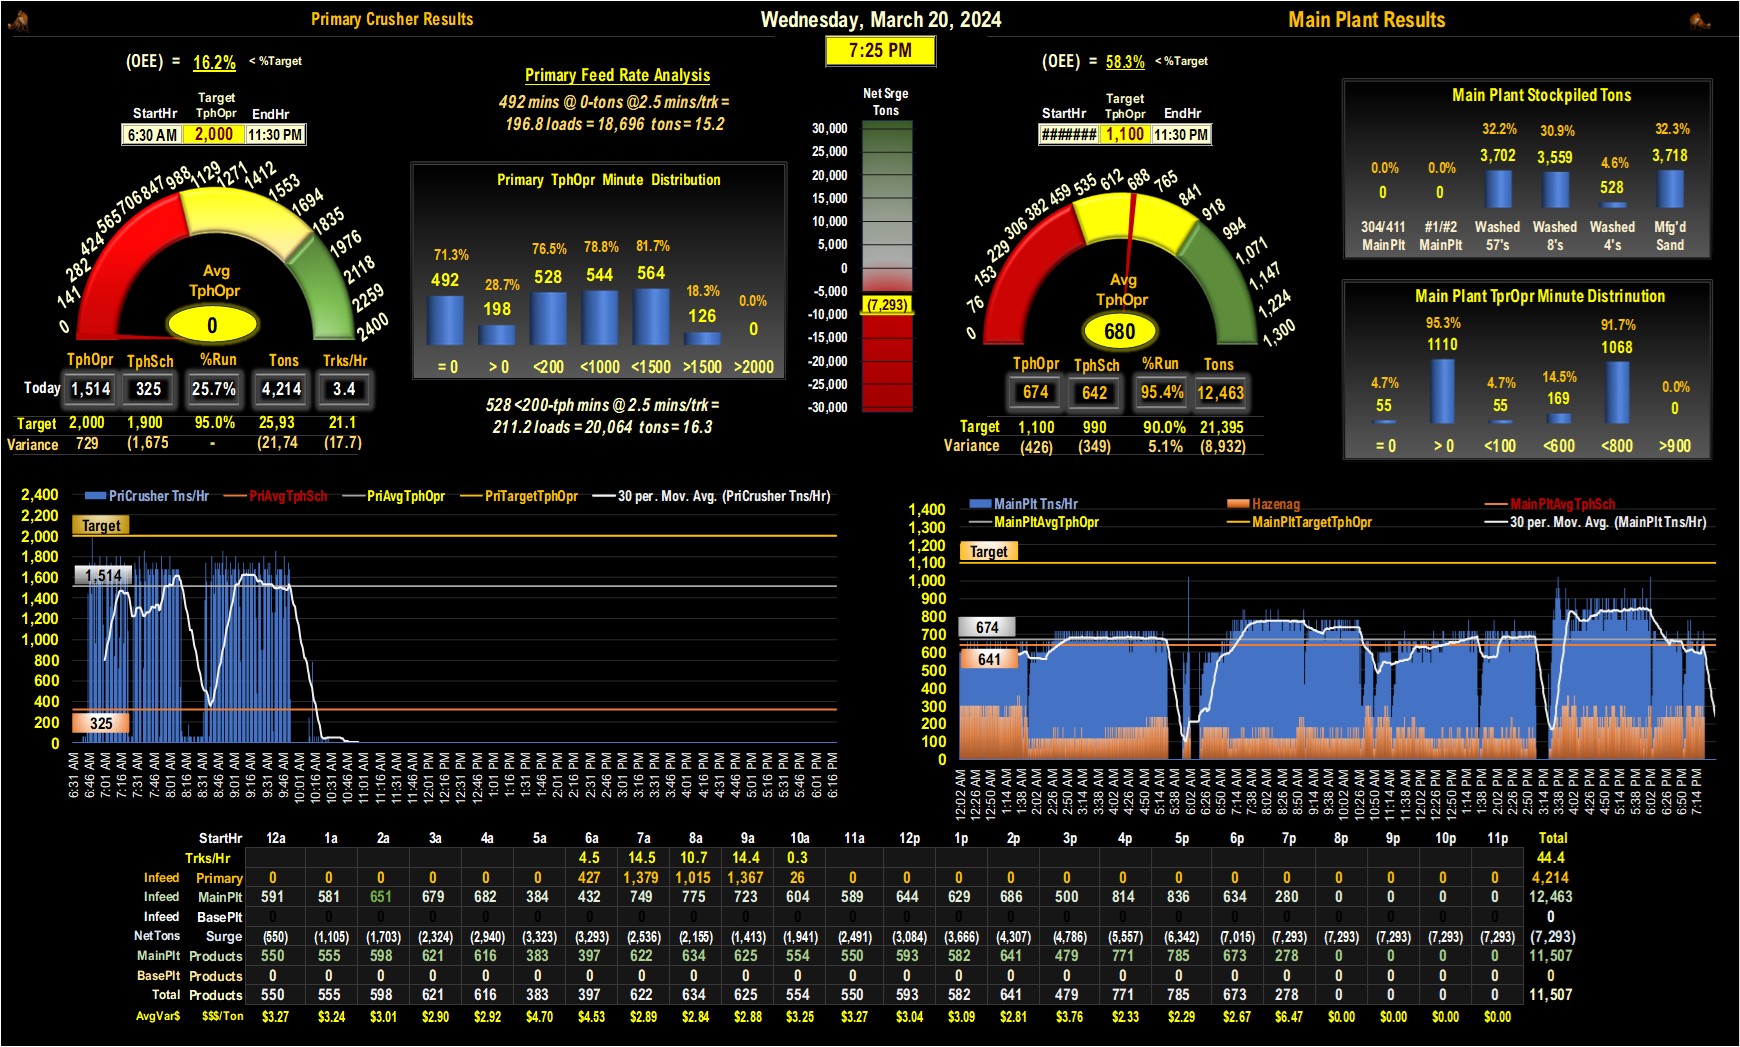 Primary Crusher Results
Wednesday, March 20, 2024
Main Plant Results
7:25 PM
(OEE) = 16.2% < %Target
StartHr Target TphOpr EndHr
6:30 AM 2,000 11:30 PM
0 141 282 424 565 706 847 988 1129 1271 1412 1553 1694 1835 1976 2118 2259 2400
Avg
TphOpr
0
TphOpr TphSch %Run Tons Trks/Hr
Today 1,514 325 25.7% 4,214 3.4
Target 2,000 1,900 95.0% 25,93 21.1
Variance 729 (1,675 - (21,74 (17.7)
Primary Feed Rate Analysis
492 mins @ 0-tons @2.5 mins/trk =
196.8 loads = 18,696 tons = 15.2
Primary TphOpr Minute Distribution
71.3% 28.7% 76.5% 78.8% 81.7% 18.3% 0.0%
492 198 528 544 564 126 0
= 0 > 0 <200 <1000 <1500 >1500 >2000
528 <200-tph mins @ 2.5 mins/trk =
211.2 loads = 20,064 tons = 16.3
Net Srge
Tons
30,000
25,000
20,000
15,000
10,000
5,000
0
-5,000
(7,293)
-10,000
-15,000
-20,000
-25,000
-30,000
(OEE) = 58.3% < %Target
StartHr Target TphOpr EndHr
####### 1,100 11:30 PM
0 76 153 229 306 382 459 535 612 688 765 841 918 994 1,071 1,147 1,224 1,300
Avg
TphOpr
680
TphOpr TphSch %Run Tons
674 642 95.4% 12,463
Target 1,100 990 90.0% 21,395
Variance (426) (349) 5.1% (8,932)
Main Plant Stockpiled Tons
0.0% 0.0% 32.2% 30.9% 4.6% 32.3%
0 0 3,702 3,559 528 3,718
304/411 #1/#2 Washed Washed Washed Mfg'd
MainPlt MainPlt 57's 8's 4's Sand
Main Plant TprOpr Minute Distrinution
4.7% 95.3% 4.7% 14.5% 91.7% 0.0%
55 1110 55 169 1068 0
= 0 > 0 <100 <600 <800 >900
PriCrusher Tns/Hr PriAvgTphSch PriAvgTphOpr PriTargetTphOpr 30 per. Mov. Avg. (PriCrusher Tns/Hr)
2,400
2,200
2,000
1,800
1,600
1,400
1,200
1,000
800
600
400
200
0
Target
1,514
325
6:31 AM 6:46 AM 7:01 AM 7:16 AM 7:31 AM 7:46 AM 8:01 AM 8:16 AM 8:31 AM 8:46 AM 9:01 AM 9:16 AM 9:31 AM 9:46 AM 10:01 AM 10:16 AM 10:31 AM 10:46 AM 11:01 AM 11:16 AM 11:31 AM 11:46 AM 12:01 PM 12:16 PM 12:31 PM 12:46 PM 1:01 PM 1:16 PM 1:31 PM 1:46 PM 2:01 PM 2:16 PM 2:31 PM 2:46 PM 3:01 PM 3:16 PM 3:31 PM 3:46 PM 4:01 PM 4:16 PM 4:31 PM 4:46 PM 5:01 PM 5:16 PM 5:31 PM 5:46 PM 6:01 PM 6:16 PM
MainPlt Tns/Hr Hazenag MainPltAvgTphSch
MainPltAvgTphOpr MainPltTargetTphOpr 30 per. Mov. Avg. (MainPlt Tns/Hr)
1,400
1,300
1,200
1,100
1,000
900
800
700
600
500
400
300
200
100
0
Target
674
641
12:02 AM 12:26 AM 12:50 AM 1:14 AM 1:38 AM 2:02 AM 2:26 AM 2:50 AM 3:14 AM 3:38 AM 4:02 AM 4:26 AM 4:50 AM 5:14 AM 5:38 AM 6:02 AM 6:26 AM 6:50 AM 7:14 AM 7:38 AM 8:02 AM 8:26 AM 8:50 AM 9:14 AM 9:38 AM 10:02 AM 10:26 AM 10:50 AM 11:14 AM 11:38 AM 12:02 PM 12:26 PM 12:50 PM 1:14 PM 1:38 PM 2:02 PM 2:26 PM 2:50 PM 3:14 PM 3:38 PM 4:02 PM 4:26 PM 4:50 PM 5:14 PM 5:38 PM 6:02 PM 6:26 PM 6:50 PM 7:14 PM
StartHr 12a 1a 2a 3a 4a 5a 6a 7a 8a 9a 10a 11a 12p 1p 2p 3p 4p 5p 6p 7p 8p 9p 10p 11p Total
Trks/Hr 4.5 14.5 10.7 14.4 0.3 44.4
Infeed Primary 0 0 0 0 0 0 427 1,379 1,015 1,367 26 0 0 0 0 0 0 0 0 0 0 0 0 0 4,214
Infeed MainPlt 591 581 651 679 682 384 432 749 775 723 604 589 644 629 686 500 814 836 634 280 0 0 0 0 12,463
Infeed BasePlt 0 0 0 0 0 0 0 0 0 0 0 0 0 0 0 0 0 0 0 0 0 0 0 0 0
NetTons Surge (550) (1,105) (1,703) (2,324) (2,940) (3,323) (3,293) (2,536) (2,155) (1,413) (1,941) (2,491) (3,084) (3,666) (4,307) (4,786) (5,557) (6,342) (7,015) (7,293) (7,293) (7,293) (7,293) (7,293) (7,293)
MainPlt Products 550 555 598 621 616 383 397 622 634 625 554 550 593 582 641 479 771 785 673 278 0 0 0 0 11,507
BasePlt Products 0 0 0 0 0 0 0 0 0 0 0 0 0 0 0 0 0 0 0 0 0 0 0 0 0
Total Products 550 555 598 621 616 383 397 622 634 625 554 550 593 582 641 479 771 785 673 278 0 0 0 0 11,507
AvgVar$ $$$/Ton $3.27 $3.24 $3.01 $2.90 $2.92 $4.70 $4.53 $2.89 $2.84 $2.88 $3.25 $3.27 $3.04 $3.09 $2.81 $3.76 $2.33 $2.29 $2.67 $6.47 $0.00 $0.00 $0.00 $0.00